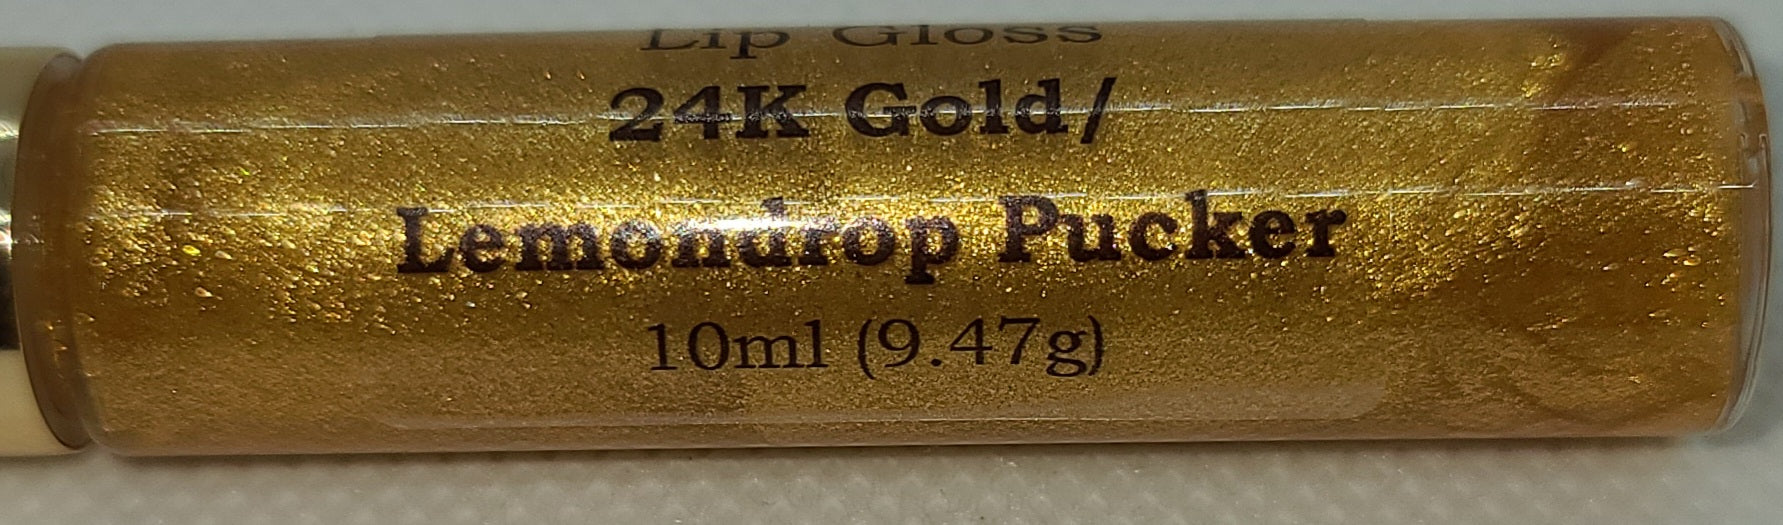 Lip Gloss
24K Gold/
Lemondrop Pucker
10ml (9.47g)